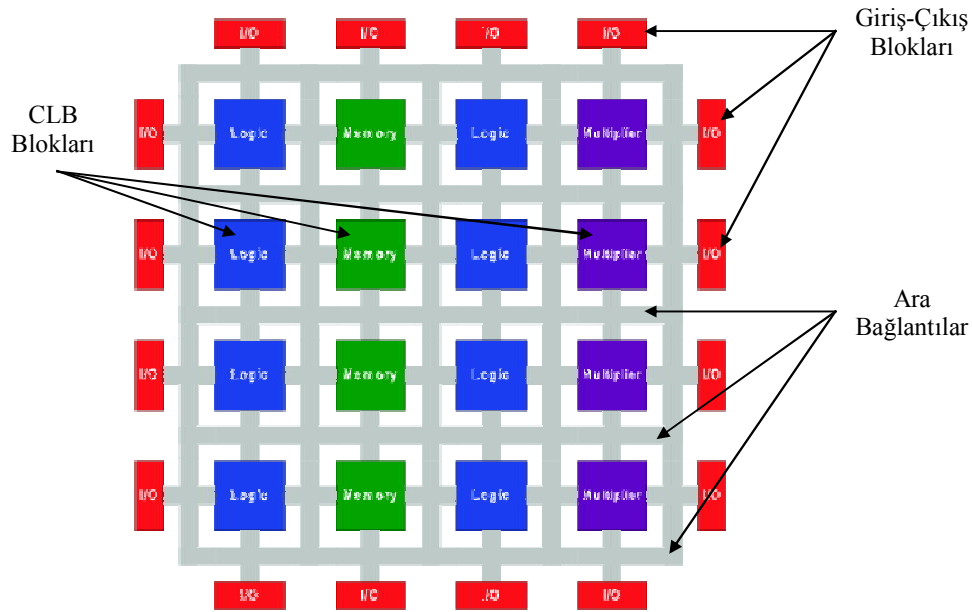 I/O I/O I/O I/O
Giriş-Çıkış
Blokları
CLB
Blokları
I/O Logic Memory Logic Multiplier I/O
I/O Logic Memory Logic Multiplier I/O
Ara
Bağlantılar
I/O Logic Memory Logic Multiplier I/O
I/O Logic Memory Logic Multiplier I/O
I/O I/O I/O I/O